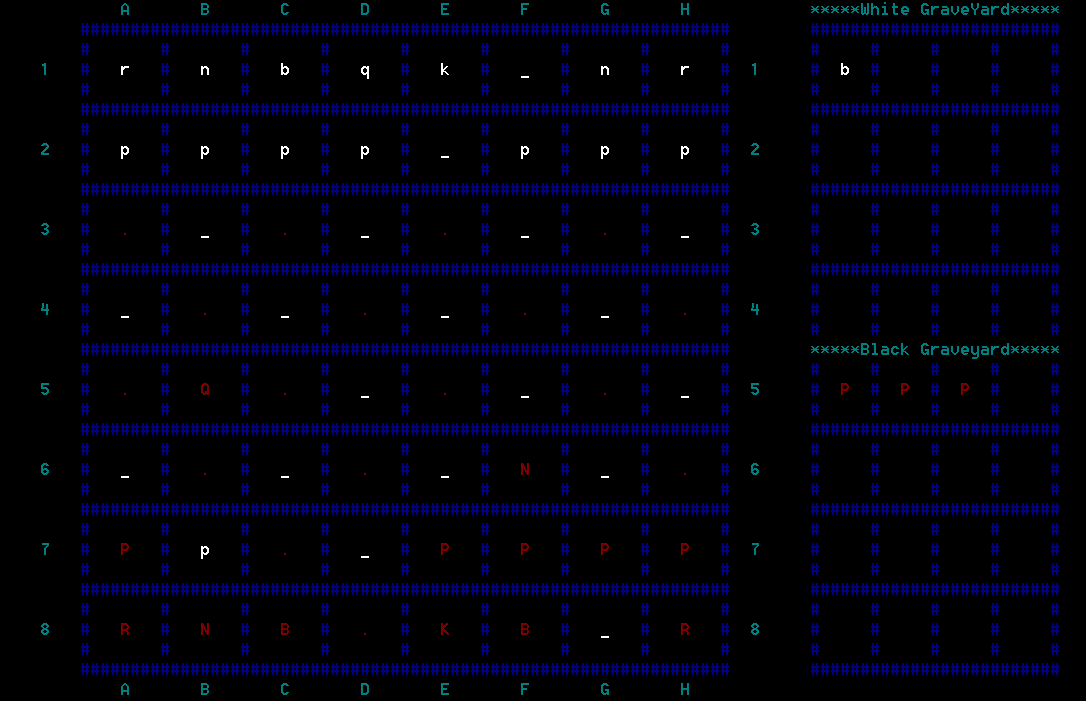 A B C D E F G H *****White GraveYard*****
#################################################################   #########################
#       #       #       #       #       #       #       #       #   #     #     #     #     #
1 # r # n # b # q # k # _ # n # r # 1 # b # # # #
#       #       #       #       #       #       #       #       #   #     #     #     #     #
#################################################################   #########################
#       #       #       #       #       #       #       #       #   #     #     #     #     #
2 # p # p # p # p # _ # p # p # p # 2 # # # # #
#       #       #       #       #       #       #       #       #   #     #     #     #     #
#################################################################   #########################
#       #       #       #       #       #       #       #       #   #     #     #     #     #
3 # . # _ # . # _ # . # _ # . # _ # 3 # # # # #
#       #       #       #       #       #       #       #       #   #     #     #     #     #
#################################################################   #########################
#       #       #       #       #       #       #       #       #   #     #     #     #     #
4 # _ # . # _ # . # _ # . # _ # . # 4 # # # # #
#       #       #       #       #       #       #       #       #   #     #     #     #     #
################################################################# *****Black Graveyard*****
#       #       #       #       #       #       #       #       #   #     #     #     #     #
5 # . # Q # . # _ # . # _ # . # _ # 5 # P # P # P # #
#       #       #       #       #       #       #       #       #   #     #     #     #     #
#################################################################   #########################
#       #       #       #       #       #       #       #       #   #     #     #     #     #
6 # _ # . # _ # . # _ # N # _ # . # 6 # # # # #
#       #       #       #       #       #       #       #       #   #     #     #     #     #
#################################################################   #########################
#       #       #       #       #       #       #       #       #   #     #     #     #     #
7 # P # p # . # _ # P # P # P # P # 7 # # # # #
#       #       #       #       #       #       #       #       #   #     #     #     #     #
#################################################################   #########################
#       #       #       #       #       #       #       #       #   #     #     #     #     #
8 # R # N # B # . # K # B # _ # R # 8 # # # # #
#       #       #       #       #       #       #       #       #   #     #     #     #     #
#################################################################   #########################
A B C D E F G H